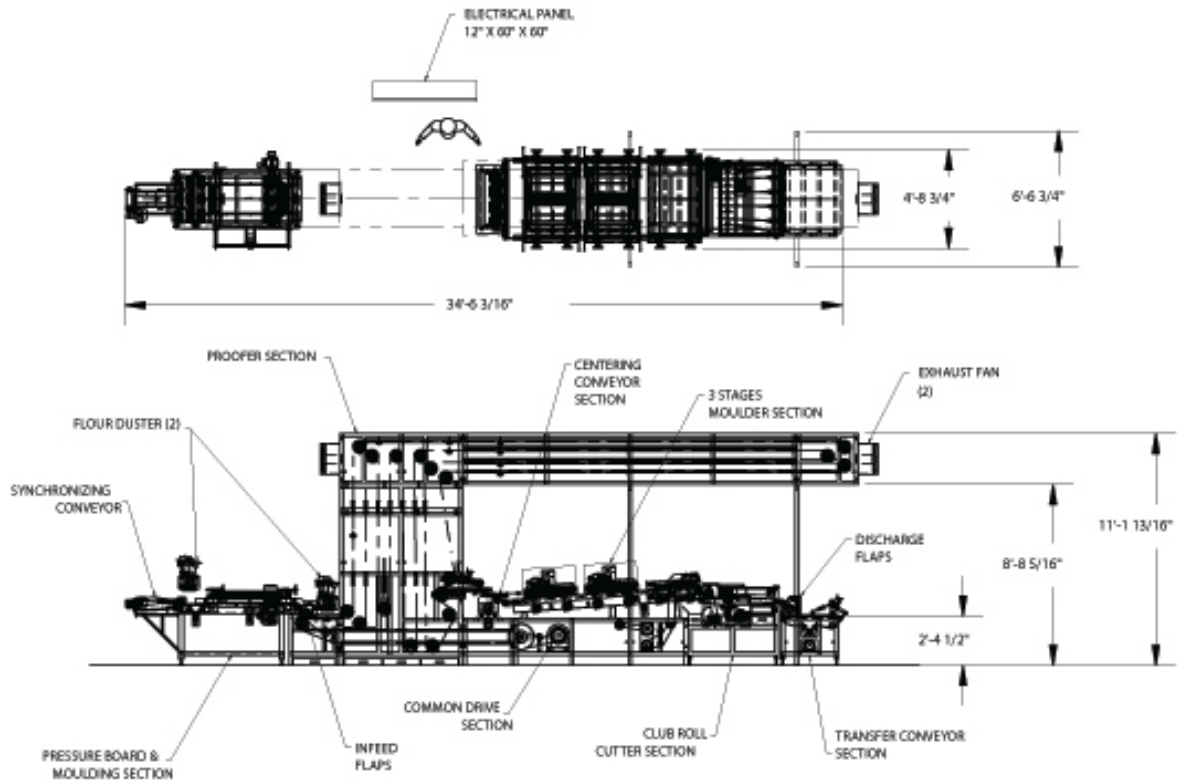 ELECTRICAL PANEL
12" X 60" X 60"
4'-8 3/4"
6'-6 3/4"
34'-6 3/16"
PROOFER SECTION
CENTERING
CONVEYOR
SECTION
3 STAGES
MOULDER SECTION
EXHAUST FAN
(2)
FLOUR DUSTER (2)
SYNCHRONIZING
CONVEYOR
11'-1 13/16"
DISCHARGE
FLAPS
8'-8 5/16"
2'-4 1/2"
COMMON DRIVE
SECTION
CLUB ROLL
CUTTER SECTION
TRANSFER CONVEYOR
SECTION
INFEED
FLAPS
PRESSURE BOARD &
MOULDING SECTION